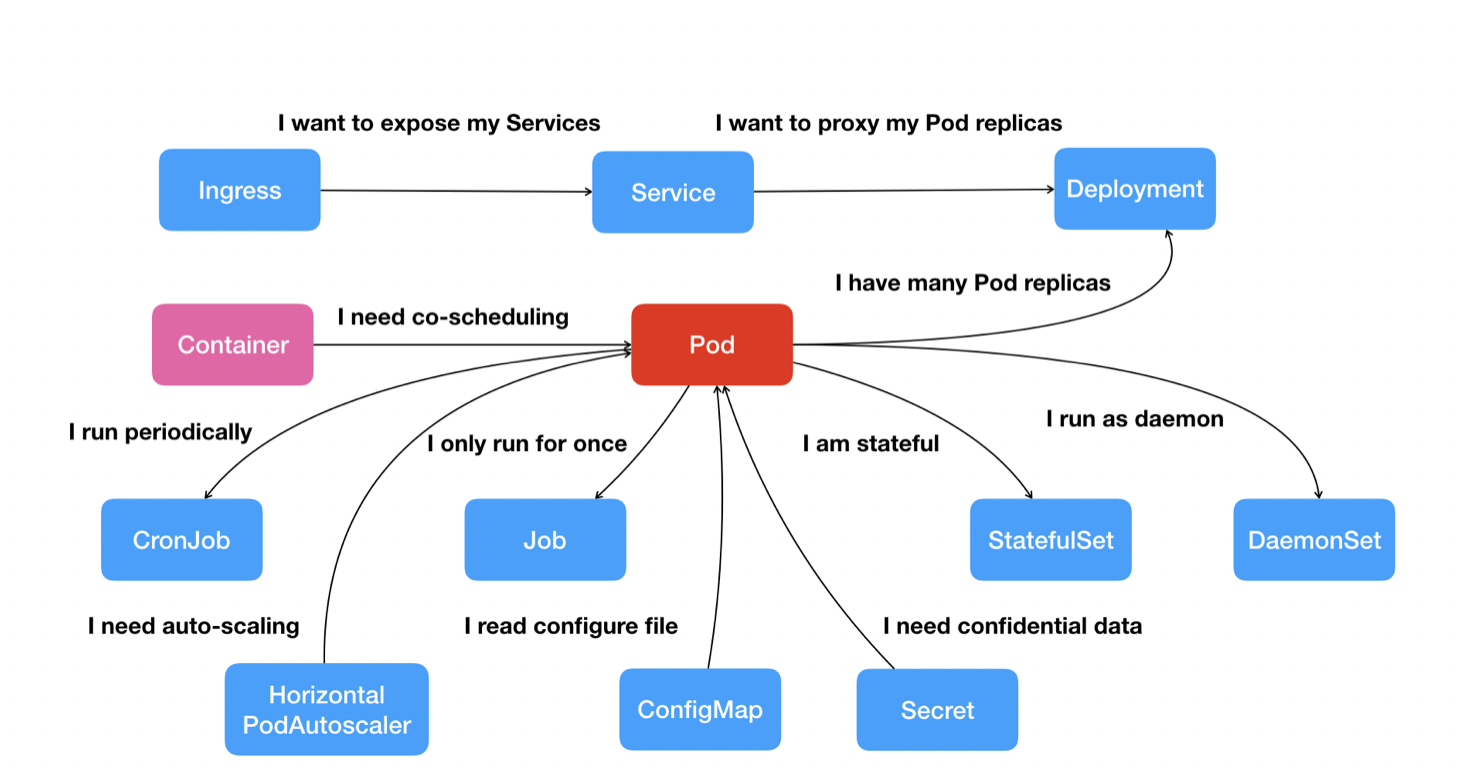 I want to expose my Services
I want to proxy my Pod replicas
Ingress
Service
Deployment
I have many Pod replicas
I need co-scheduling
Container
Pod
I run periodically
I only run for once
I am stateful
I run as daemon
CronJob
Job
StatefulSet
DaemonSet
I need auto-scaling
I read configure file
I need confidential data
Horizontal
PodAutoscaler
ConfigMap
Secret